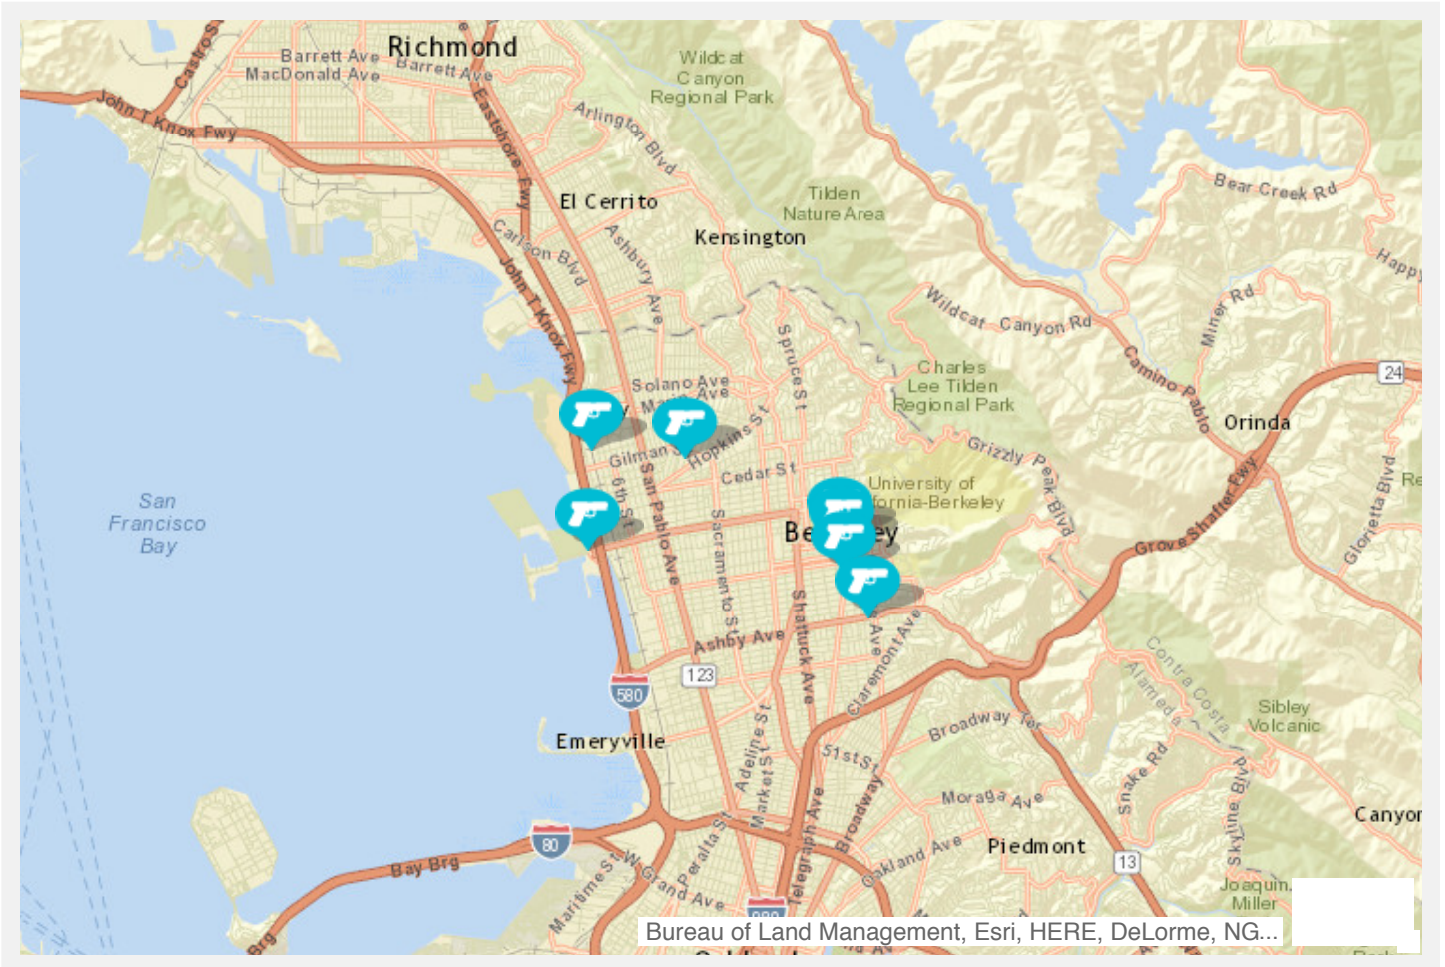 Richmond
Barrett Ave
Barrett Ave
MacDonald Ave
Wildcat
Canyon
Regional Park
John T Knox Fwy
Eastshore Fwy
Arlington Blvd
Bear Creek Rd
El Cerrito
Tilden
Nature Area
Carlson Blvd
Ashbury Ave
Kensington
Happy
John T Knox Fwy
Wildcat Canyon Rd
Miner Rd
Spruce St
Camino Pablo
24
Solano Ave
Charles
Lee Tilden
Regional Park
Orinda
Hopkins St
Gilman
Cedar St
Grizzly Peak Blvd
6th St
San Pablo Ave
University of
fornia-Berkeley
San
Francisco
Bay
Sacramento St
Be
ey
Grove Shafter Fwy
Glorietta Blvd
Re
Shattuck Ave
Ashby Ave
Ave
Claremont Ave
123
580
Contra Costa
Alameda
Sibley
Volcanic
Emeryville
Adeline St
Market St
51st St
Broadway Ter
Snake Rd
Skyline Blv
Telegraph Ave
Broadway
Moraga Ave
Canyon
80
Bay Brg
Peralta St
Piedmont
13
Oakland Ave
W Grand Ave
Maritime St
Joaquin
Miller
Brg
Bureau of Land Management, Esri, HERE, DeLorme, NG...